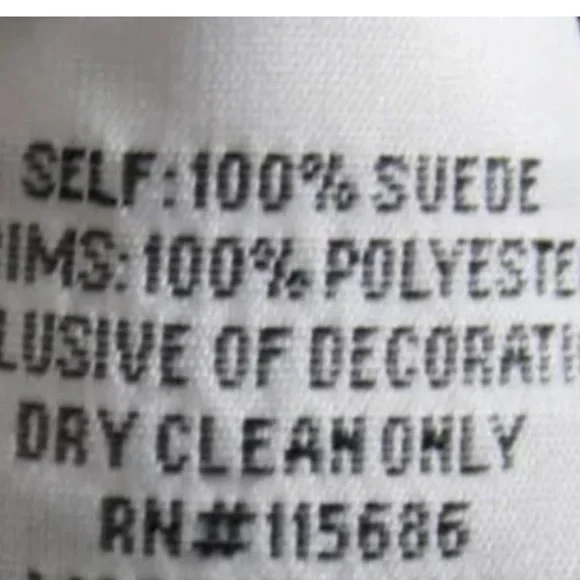 SELF: 100% SUEDE
IMS: 100% POLYESTE
LUSIVE OF DECORATI
DRY CLEAN ONLY
RN#115686